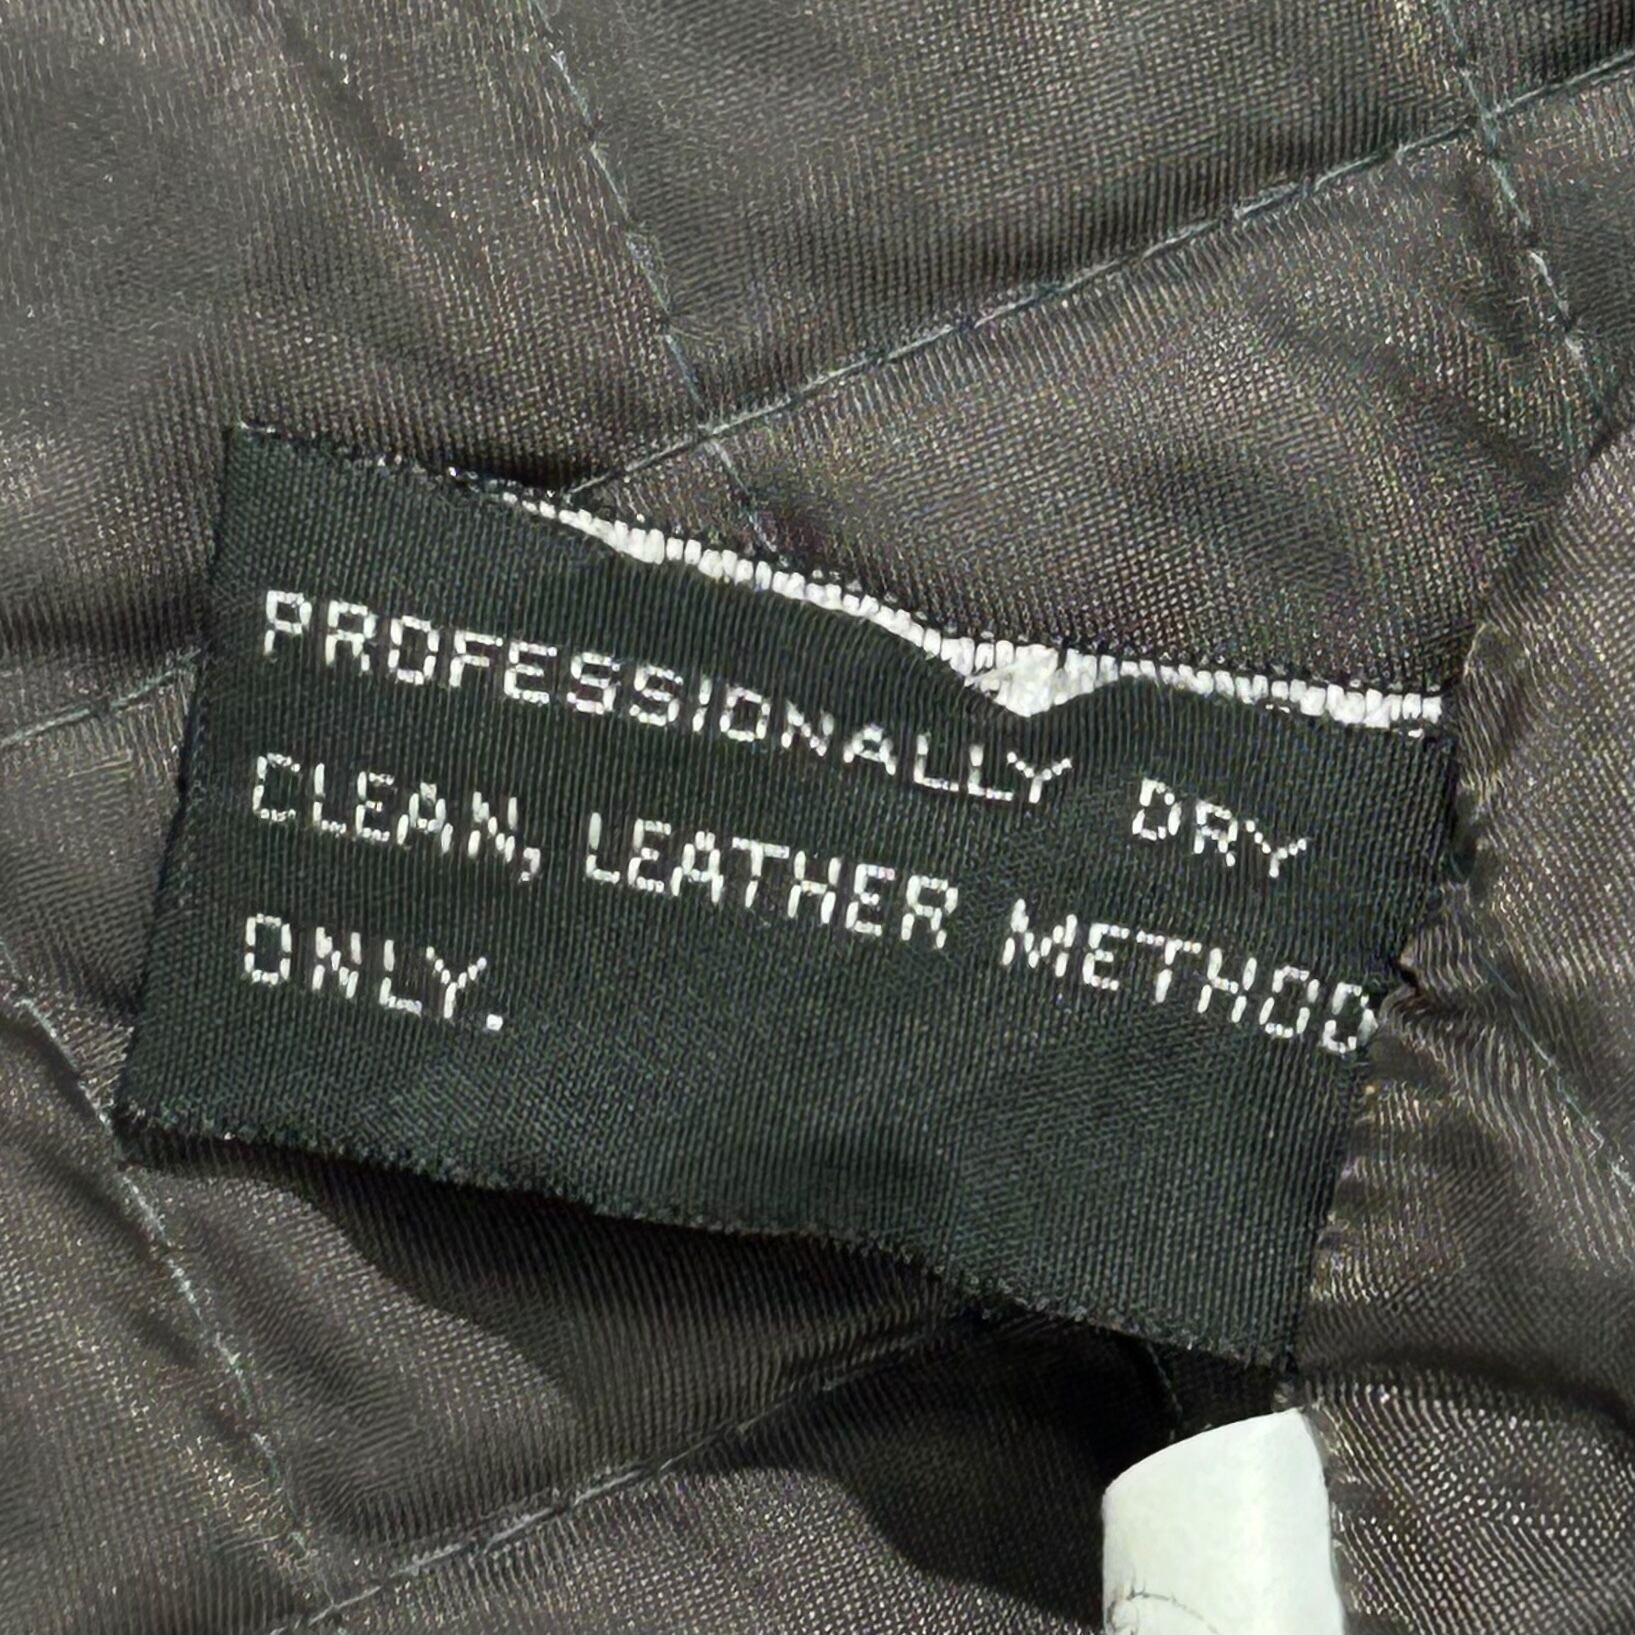 PROFESSIONALLY DRY
CLEAN, LEATHER METHOD
ONLY.